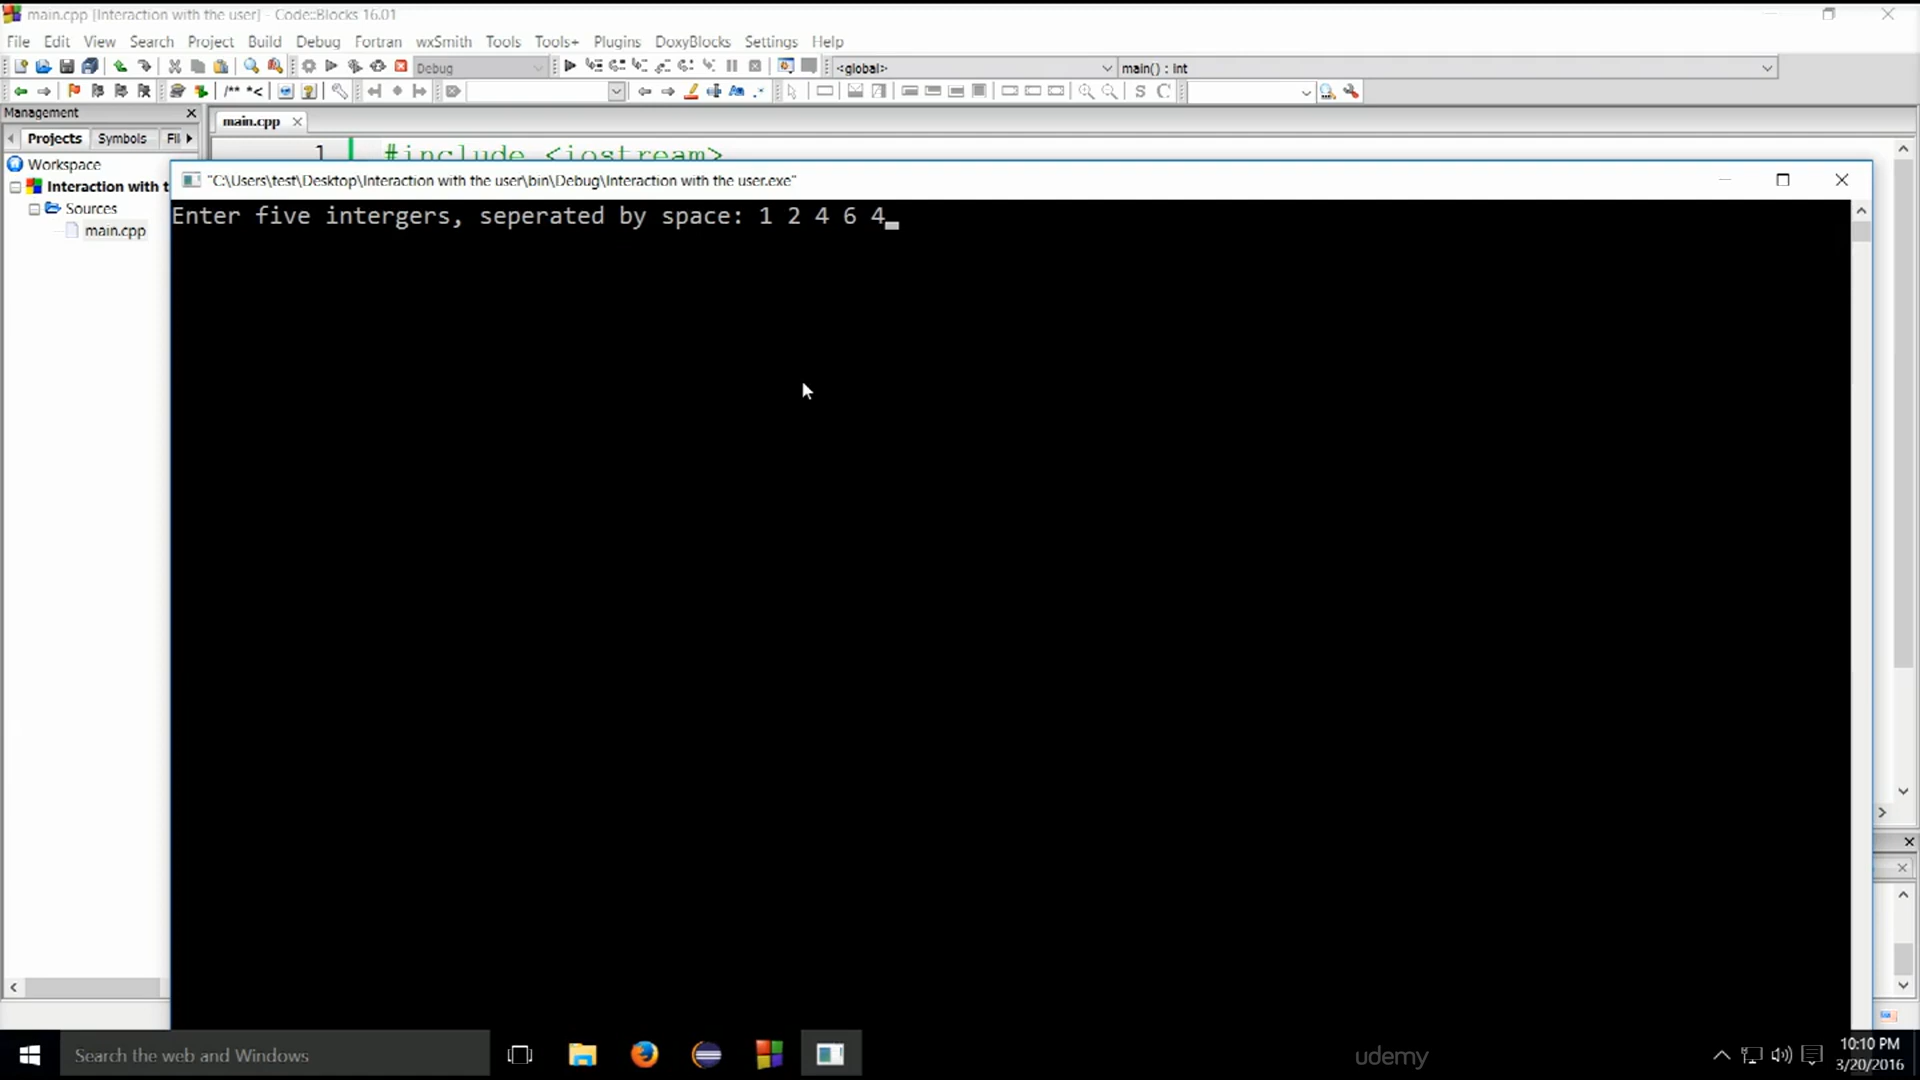 main.cpp [Interaction with the user] - Code::Blocks 16.01
File Edit View Search Project Build Debug Fortran wxSmith Tools Tools+ Plugins DoxyBlocks Settings Help
Debug <global> main() : int
/** *< S C
Management
Projects Symbols Fil
main.cpp
Workspace
1 #include <iostream>
Interaction with t
"C:\Users\test\Desktop\Interaction with the user\bin\Debug\Interaction with the user.exe"
Sources
Enter five intergers, seperated by space: 1 2 4 6 4
main.cpp
Search the web and Windows
udemy
10:10 PM
3/20/2016